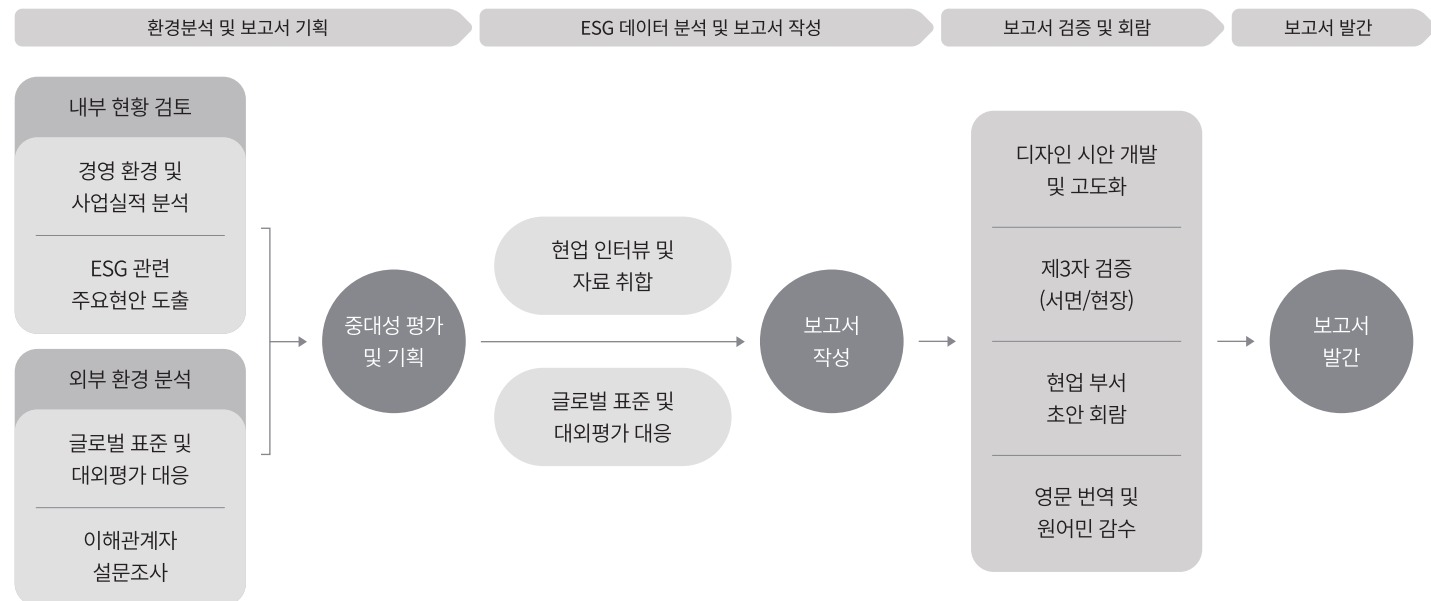 환경분석 및 보고서 기획
ESG 데이터 분석 및 보고서 작성
보고서 검증 및 회람
보고서 발간
내부 현황 검토
경영 환경 및
사업실적 분석
ESG 관련
주요현안 도출
외부 환경 분석
글로벌 표준 및
대외평가 대응
이해관계자
설문조사
중대성 평가
및 기획
현업 인터뷰 및
자료 취합
글로벌 표준 및
대외평가 대응
보고서
작성
디자인 시안 개발
및 고도화
제3자 검증
(서면/현장)
현업 부서
초안 회람
영문 번역 및
원어민 감수
보고서
발간